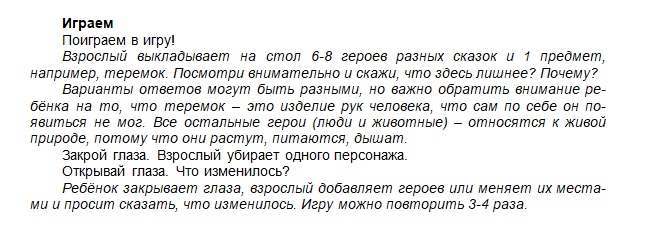 Играем
Поиграем в игру!
Взрослый выкладывает на стол 6-8 героев разных сказок и 1 предмет,
например, теремок. Посмотри внимательно и скажи, что здесь лишнее? Почему?
Варианты ответов могут быть разными, но важно обратить внимание ре-
бёнка на то, что теремок – это изделие рук человека, что сам по себе он по-
явиться не мог. Все остальные герои (люди и животные) – относятся к живой
природе, потому что они растут, питаются, дышат.
Закрой глаза. Взрослый убирает одного персонажа.
Открывай глаза. Что изменилось?
Ребёнок закрывает глаза, взрослый добавляет героев или меняет их места-
ми и просит сказать, что изменилось. Игру можно повторить 3-4 раза.